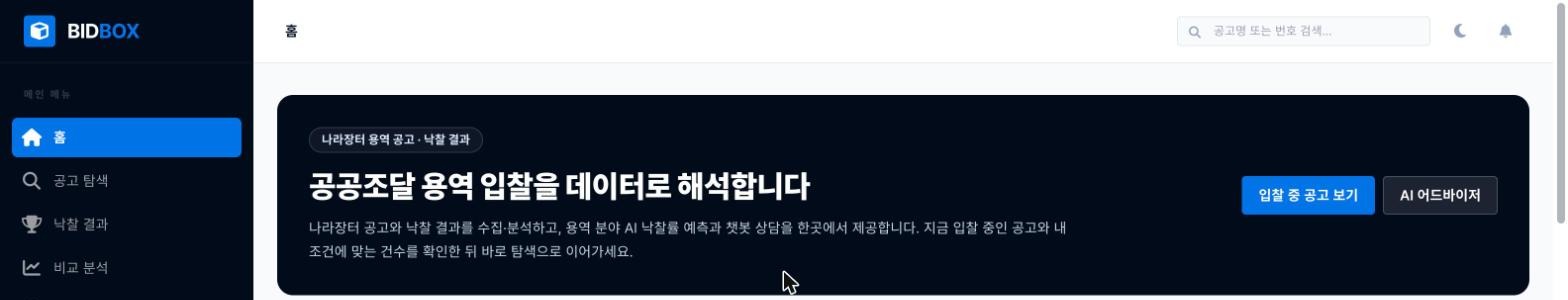 BIDBOX
홈
공고명 또는 번호 검색...
메인 메뉴
홈
공고 탐색
낙찰 결과
비교 분석
나라장터 용역 공고 · 낙찰 결과
공공조달 용역 입찰을 데이터로 해석합니다
나라장터 공고와 낙찰 결과를 수집·분석하고, 용역 분야 AI 낙찰률 예측과 챗봇 상담을 한곳에서 제공합니다. 지금 입찰 중인 공고와 내
조건에 맞는 건수를 확인한 뒤 바로 탐색으로 이어가세요.
입찰 중 공고 보기
AI 어드바이저